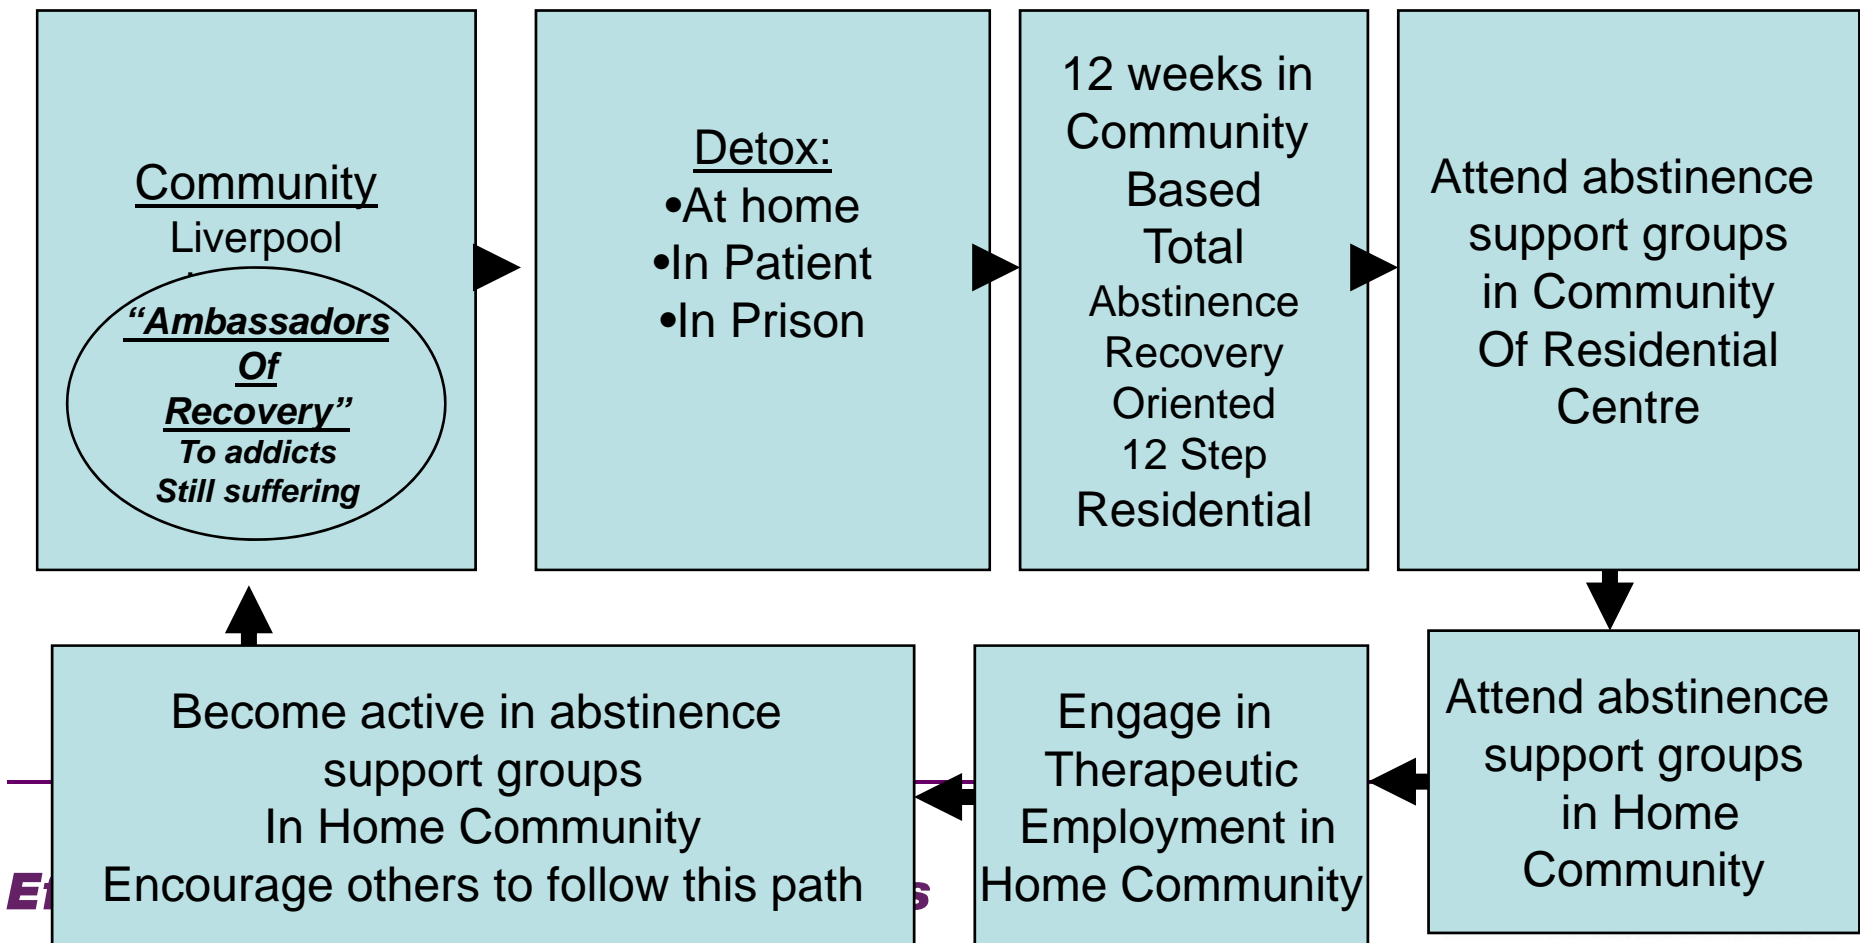 Community
Liverpool
“Ambassadors
Of
Recovery”
To addicts
Still suffering
Detox:
•At home
•In Patient
•In Prison
12 weeks in
Community
Based
Total
Abstinence
Recovery
Oriented
12 Step
Residential
Attend abstinence
support groups
in Community
Of Residential
Centre
Attend abstinence
support groups
in Home
Community
Engage in
Therapeutic
Employment in
Home Community
Become active in abstinence
support groups
In Home Community
Encourage others to follow this path